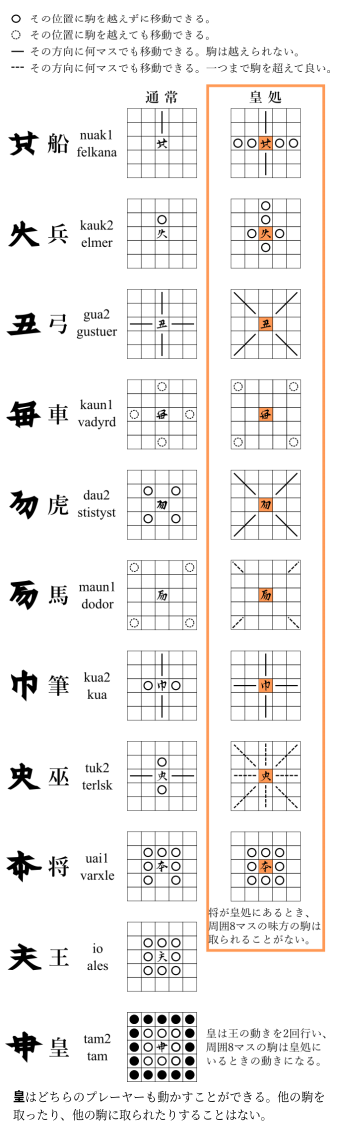 その位置に駒を越えずに移動できる。
その位置に駒を越えても移動できる。
その方向に何マスでも移動できる。駒は越えられない。
その方向に何マスでも移動できる。一つまで駒を超えて良い。
通常 皇処
船 nuak1
felkana
兵 kauk2
elmer
弓 gua2
gustuer
車 kaun1
vadyrd
虎 dau2
stistyst
馬 maun1
dodor
筆 kua2
kua
巫 tuk2
terlsk
将 uai1
varxle
将が皇処にあるとき、
周囲8マスの味方の駒は
取られることがない。
王 io
ales
皇 tam2
tam
皇は王の動きを2回行い、
周囲8マスの駒は皇処に
いるときの動きになる。
皇はどちらのプレーヤーも動かすことができる。他の駒を
取ったり、他の駒に取られたりすることはない。